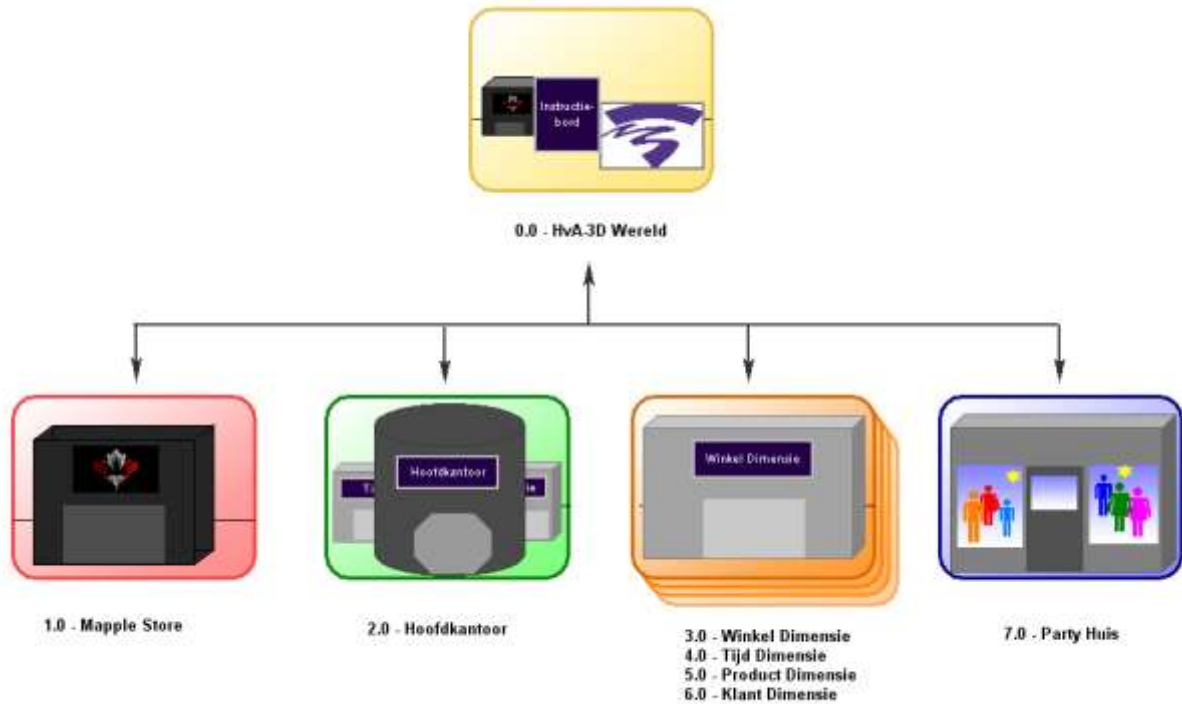 Instructie-
bord
0.0 - HvA-3D Wereld
Hoofdkantoor
Winkel Dimensie
1.0 - Mapple Store
2.0 - Hoofdkantoor
3.0 - Winkel Dimensie
4.0 - Tijd Dimensie
5.0 - Product Dimensie
6.0 - Klant Dimensie
7.0 - Party Huis